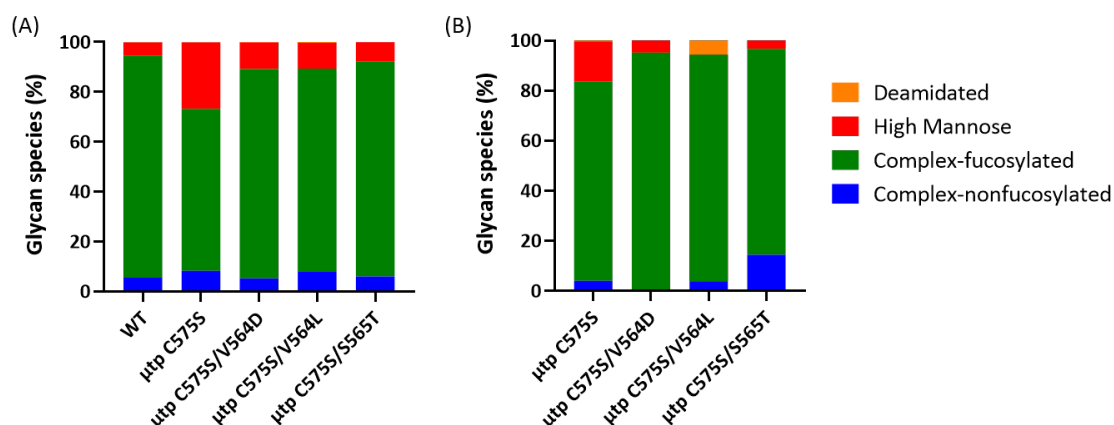 (A)
Glycan species (%)
100
80
60
40
20
0
WT
µtp C575S
µtp C575S/V564D
µtp C575S/V564L
µtp C575S/S565T
(B)
Glycan species (%)
100
80
60
40
20
0
µtp C575S
µtp C575S/V564D
µtp C575S/V564L
µtp C575S/S565T
Deamidated
High Mannose
Complex-fucosylated
Complex-nonfucosylated